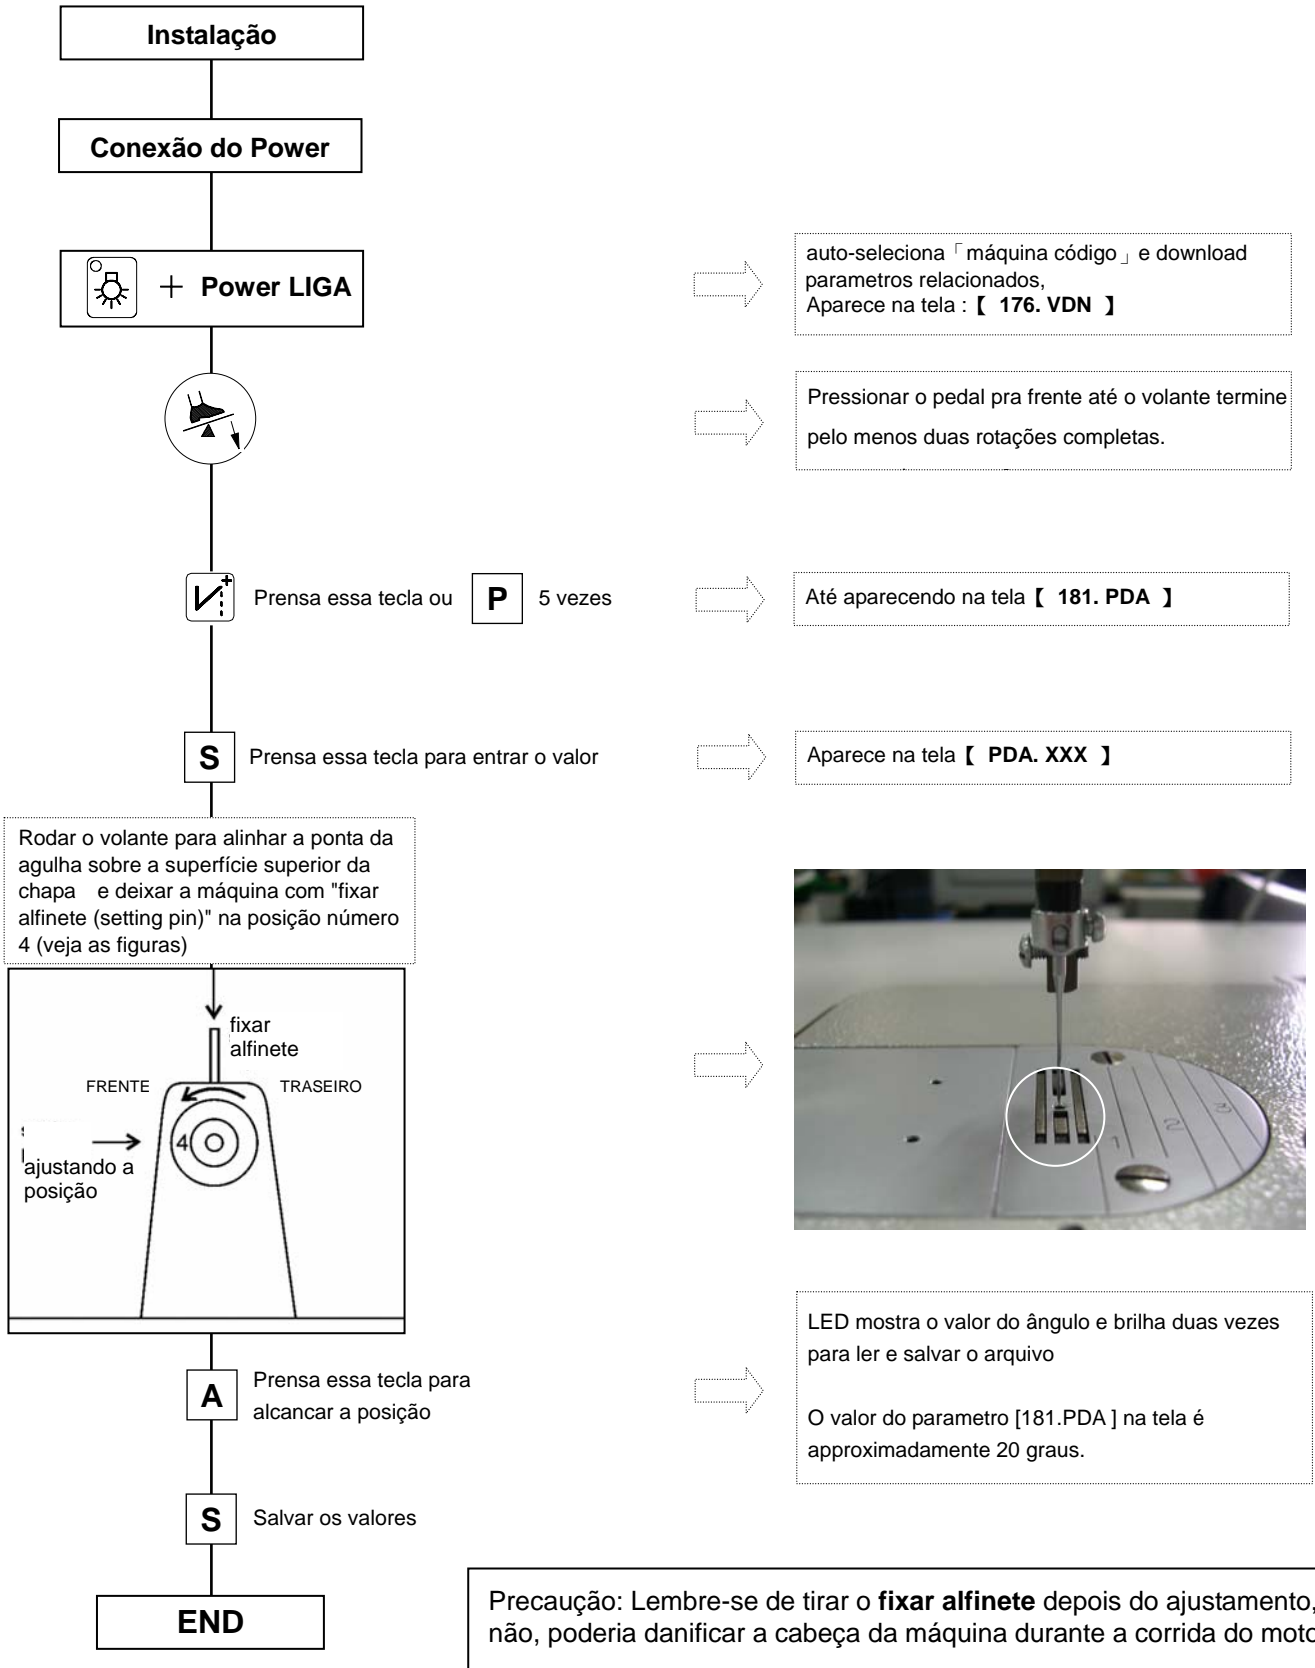 Instalação
Conexão do Power
+ Power LIGA
auto-seleciona「máquina código」e download
parametros relacionados,
Aparece na tela :【 176. VDN 】
Pressionar o pedal pra frente até o volante termine
pelo menos duas rotações completas.
Prensa essa tecla ou P 5 vezes
Até aparecendo na tela【 181. PDA 】
S Prensa essa tecla para entrar o valor
Aparece na tela【 PDA. XXX 】
Rodar o volante para alinhar a ponta da
agulha sobre a superfície superior da
chapa e deixar a máquina com "fixar
alfinete (setting pin)" na posição número
4 (veja as figuras)
fixar
alfinete
FRENTE TRASEIRO
4
ajustando a
posição
1 2 3
LED mostra o valor do ângulo e brilha duas vezes
para ler e salvar o arquivo
O valor do parametro [181.PDA ] na tela é
approximadamente 20 graus.
A Prensa essa tecla para
alcancar a posição
S Salvar os valores
END
Precaução: Lembre-se de tirar o fixar alfinete depois do ajustamento,
não, poderia danificar a cabeça da máquina durante a corrida do moto